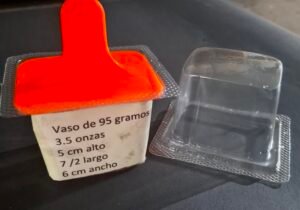 Vaso de 95 gramos
3.5 onzas
5 cm alto
7 /2 largo
6 cm ancho